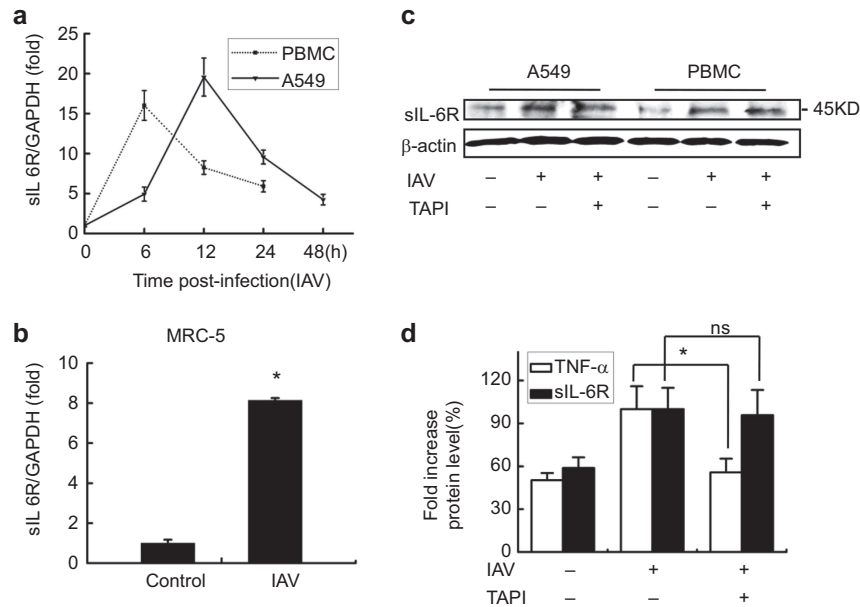 a
sIL 6R/GAPDH (fold)
25
20
15
10
5
0
PBMC
A549
0 6 12 24 48(h)
Time post-infection(IAV)
b
MRC-5
sIL 6R/GAPDH (fold)
10
8
6
4
2
0
*
Control IAV
c
A549 PBMC
sIL-6R - 45KD
β-actin
IAV – + + – + +
TAPI – – + – – +
d
Fold increase
protein level(%)
120
90
60
30
0
TNF-α
sIL-6R
ns
*
IAV – + +
TAPI – – +